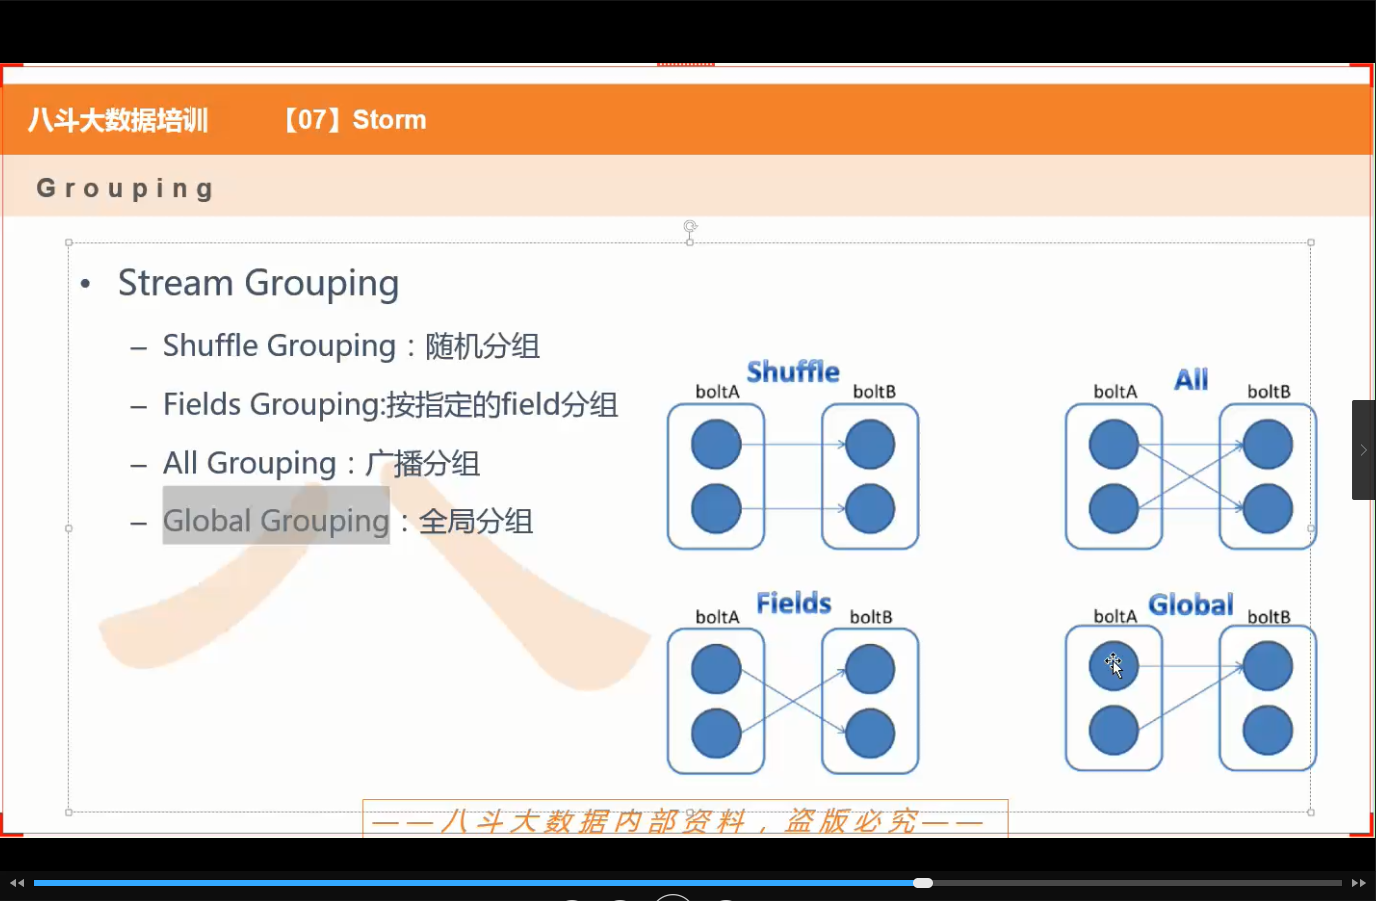 八斗大数据培训 【07】Storm
Grouping
• Stream Grouping
– Shuffle Grouping：随机分组
– Fields Grouping:按指定的field分组
– All Grouping：广播分组
– Global Grouping：全局分组
Shuffle
boltA boltB
All
boltA boltB
Fields
boltA boltB
Global
boltA boltB
——八斗大数据内部资料，盗版必究——